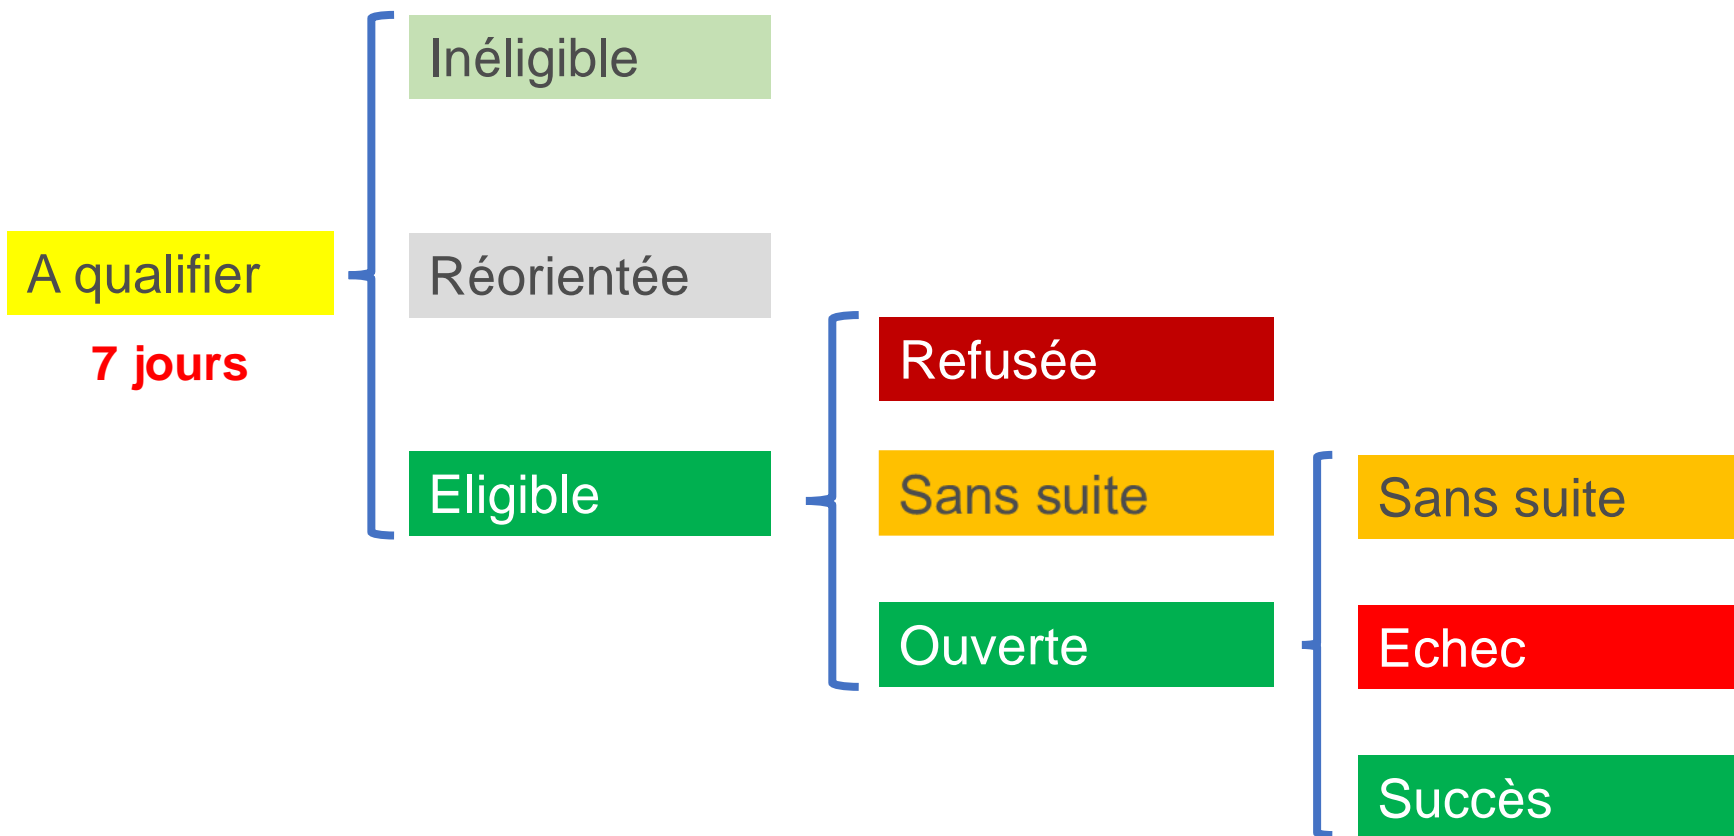 Inéligible
A qualifier
7 jours
Réorientée
Eligible
Refusée
Sans suite
Ouverte
Sans suite
Echec
Succès